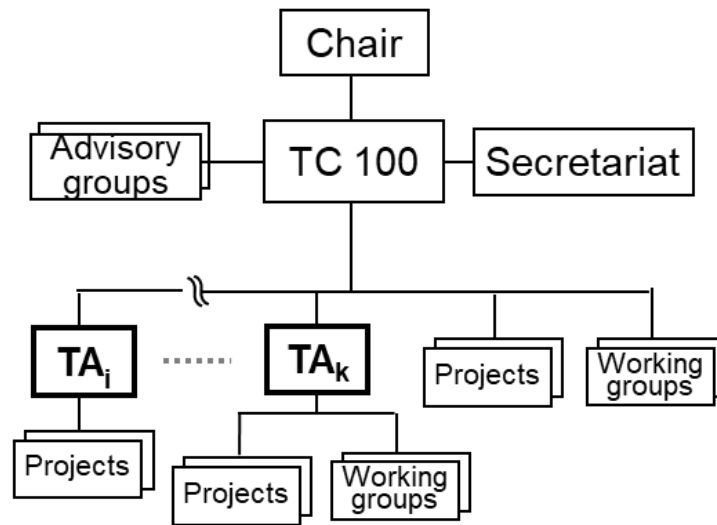 Chair
Advisory
groups
TC 100
Secretariat
TAi
TAk
Projects
Working
groups
Projects
Projects
Working
groups